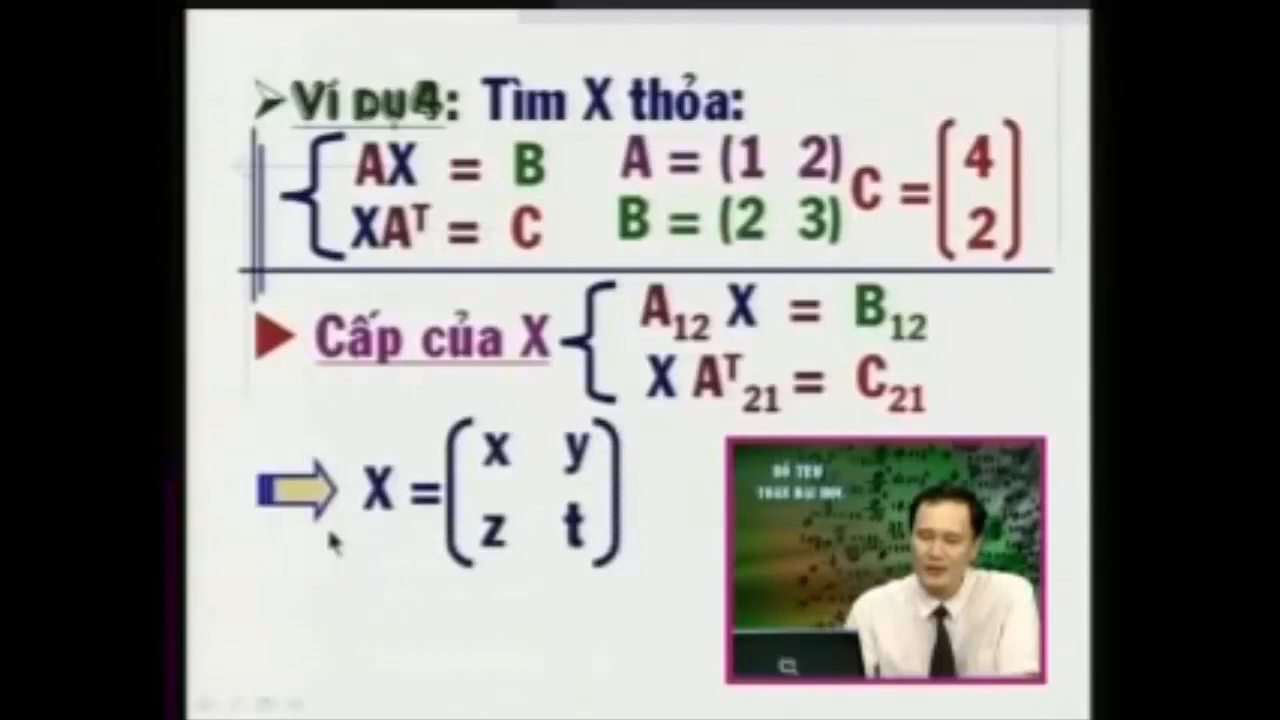 Ví dụ 4: Tìm X thỏa:
AX = B
XAᵀ = C
A = (1 2)
B = (2 3)
C = (4 2)
Cấp của X
A₁₂ X = B₁₂
X Aᵀ₂₁ = C₂₁
X = (x y
z t)